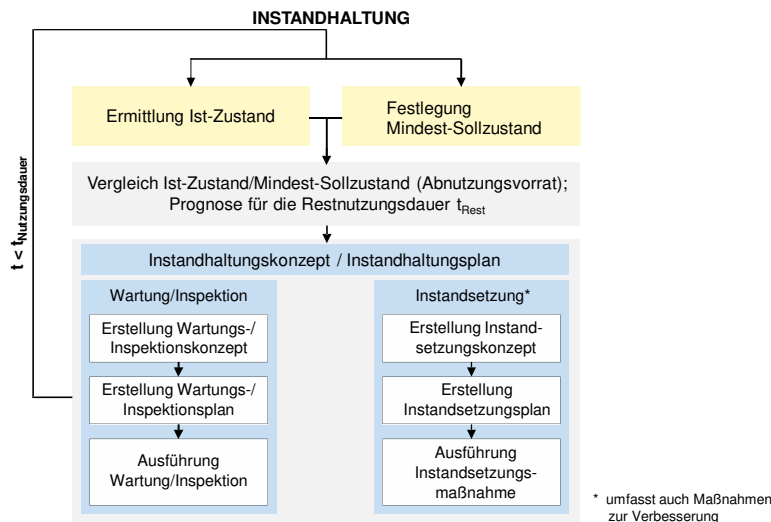 INSTANDHALTUNG
Ermittlung Ist-Zustand
Festlegung
Mindest-Sollzustand
Vergleich Ist-Zustand/Mindest-Sollzustand (Abnutzungsvorrat);
Prognose für die Restnutzungsdauer tRest
t < tNutzungsdauer
Instandhaltungskonzept / Instandhaltungsplan
Wartung/Inspektion
Erstellung Wartungs-/
Inspektionskonzept
Erstellung Wartungs-/
Inspektionsplan
Ausführung
Wartung/Inspektion
Instandsetzung*
Erstellung Instand-
setzungskonzept
Erstellung
Instandsetzungsplan
Ausführung
Instandsetzungs-
maßnahme
* umfasst auch Maßnahmen
zur Verbesserung